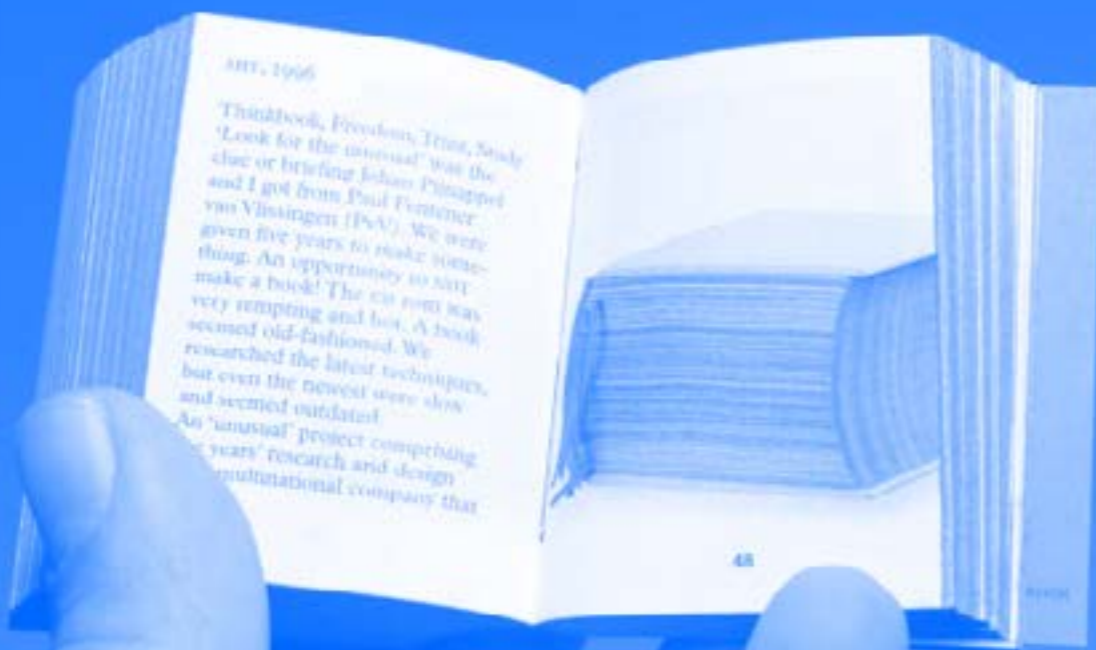 SHV, 1996
Thinkbook, Freedom, Trust, Study
'Look for the unusual' was the
clue or briefing Johan Pijnappel
and I got from Paul Fentener
van Vlissingen (PFV). We were
given five years to make some-
thing. An opportunity to NOT
make a book! The CD rom was
very tempting and hot. A book
seemed old-fashioned. We
researched the latest techniques,
but even the newest were slow
and seemed outdated.
An 'unusual' project comprising
years' research and design
multinational company that
48